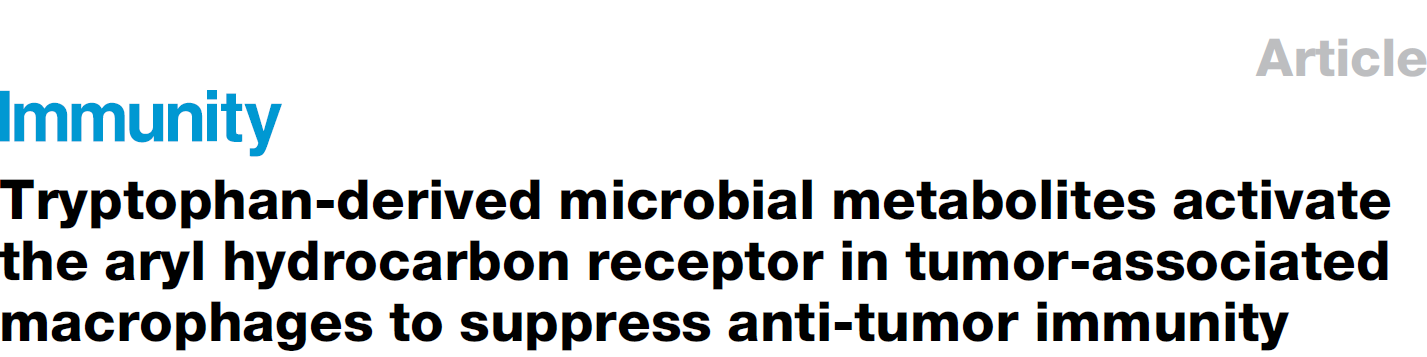 Article
Immunity
Tryptophan-derived microbial metabolites activate
the aryl hydrocarbon receptor in tumor-associated
macrophages to suppress anti-tumor immunity